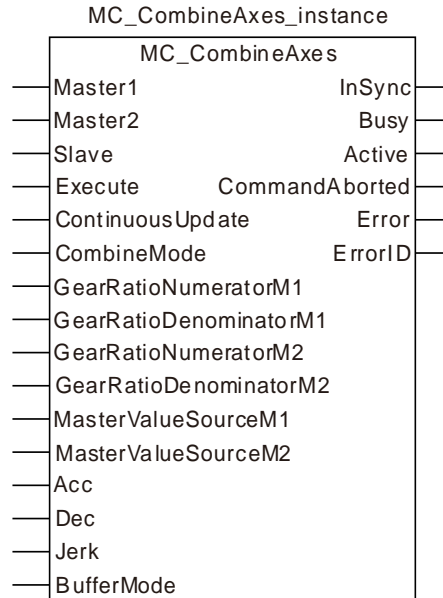 MC_CombineAxes_instance
MC_CombineAxes
Master1 InSync
Master2 Busy
Slave Active
Execute CommandAborted
ContinuousUpdate Error
CombineMode ErrorID
GearRatioNumeratorM1
GearRatioDenominatorM1
GearRatioNumeratorM2
GearRatioDenominatorM2
MasterValueSourceM1
MasterValueSourceM2
Acc
Dec
Jerk
BufferMode